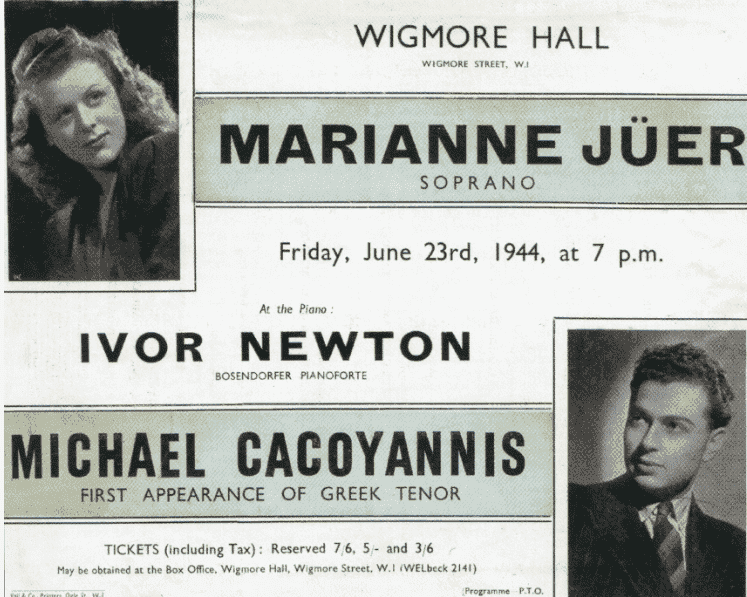 WIGMORE HALL
WIGMORE STREET, W.1
MARIANNE JÜER
SOPRANO
Friday, June 23rd, 1944, at 7 p.m.
At the Piano :
IVOR NEWTON
BOSENDORFER PIANOFORTE
MICHAEL CACOYANNIS
FIRST APPEARANCE OF GREEK TENOR
TICKETS (including Tax) : Reserved 7/6, 5/- and 3/6
May be obtained at the Box Office, Wigmore Hall, Wigmore Street, W.1 (WELbeck 2141)
Programme P.T.O.